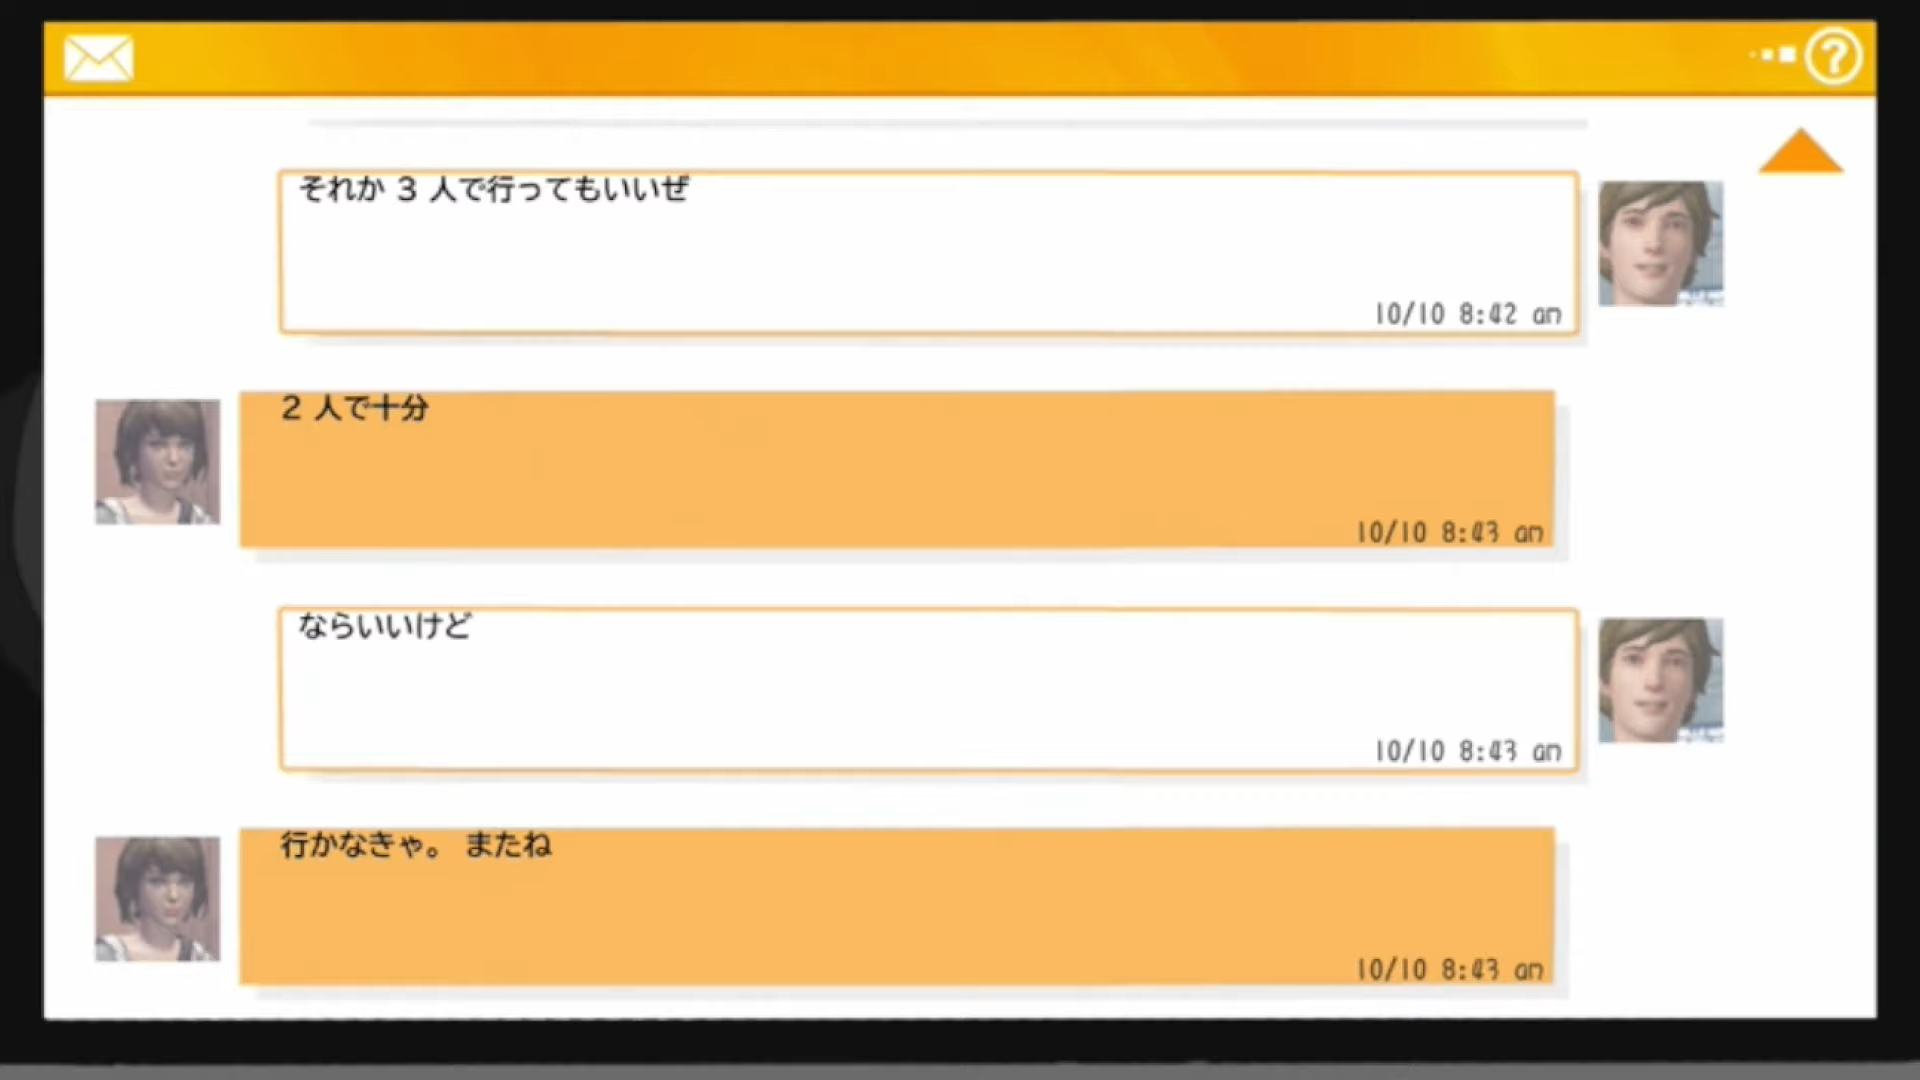 それか 3 人で行ってもいいぜ
10/10 8:42 am
2 人で十分
10/10 8:43 am
ならいいけど
10/10 8:43 am
行かなきゃ。 またね
10/10 8:43 am